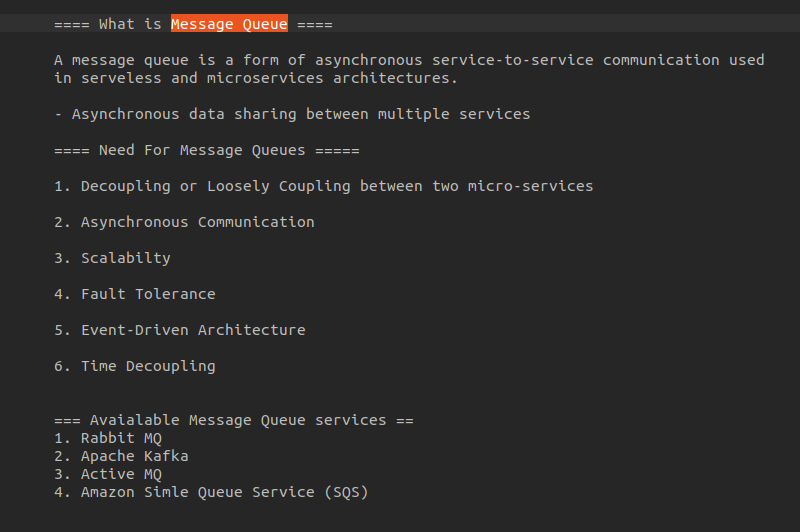 ==== What is Message Queue ====
A message queue is a form of asynchronous service-to-service communication used
in serveless and microservices architectures.
- Asynchronous data sharing between multiple services
==== Need For Message Queues =====
1. Decoupling or Loosely Coupling between two micro-services
2. Asynchronous Communication
3. Scalabilty
4. Fault Tolerance
5. Event-Driven Architecture
6. Time Decoupling
=== Avaialable Message Queue services ==
1. Rabbit MQ
2. Apache Kafka
3. Active MQ
4. Amazon Simle Queue Service (SQS)